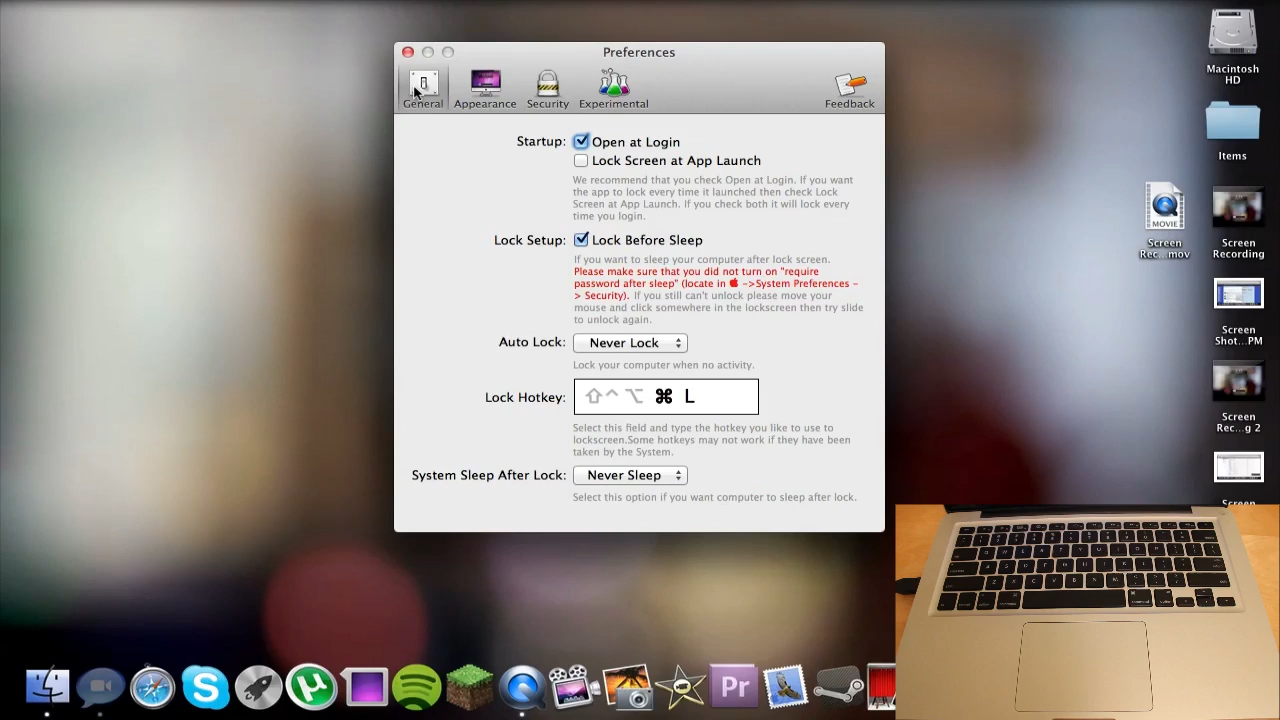 Preferences
General
Appearance
Security
Experimental
Feedback
Startup:
Open at Login
Lock Screen at App Launch
We recommend that you check Open at Login. If you want
the app to lock every time it launched then check Lock
Screen at App Launch. If you check both it will lock every
time you login.
Lock Setup:
Lock Before Sleep
If you want to sleep your computer after lock screen.
Please make sure that you did not turn on "require
password after sleep" (locate in  ->System Preferences -
> Security). If you still can't unlock please move your
mouse and click somewhere in the lockscreen then try slide
to unlock again.
Auto Lock:
Never Lock
Lock your computer when no activity.
Lock Hotkey:
⇧^⌥ ⌘ L
Select this field and type the hotkey you like to use to
lockscreen.Some hotkeys may not work if they have been
taken by the System.
System Sleep After Lock:
Never Sleep
Select this option if you want computer to sleep after lock.
Macintosh
HD
Items
MOVIE
Screen
Rec...mov
Screen
Recording
Screen
Shot...PM
Screen
Rec...g 2
Screen
Pr